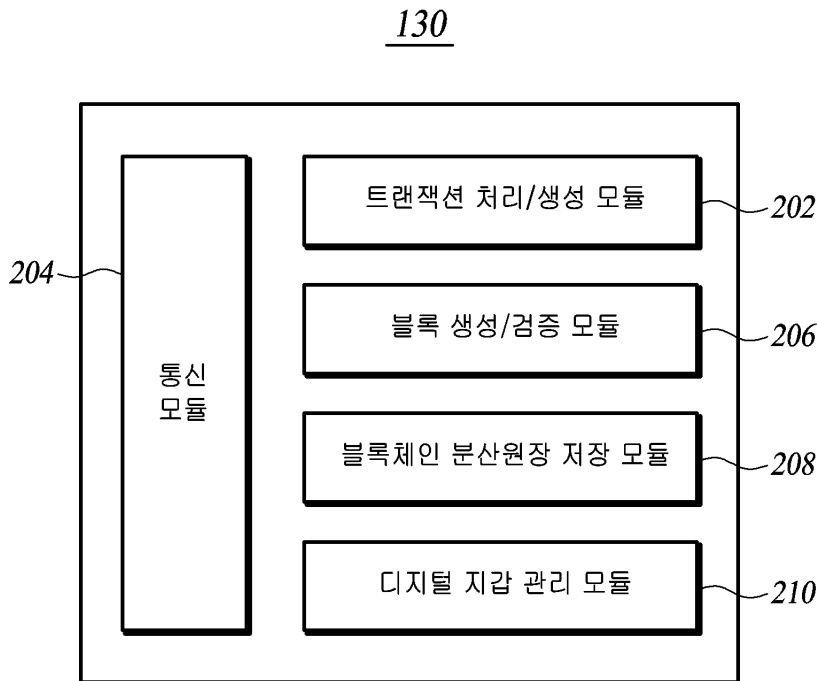 130
트랜잭션 처리/생성 모듈
202
204
블록 생성/검증 모듈
206
통신
모듈
블록체인 분산원장 저장 모듈
208
디지털 지갑 관리 모듈
210